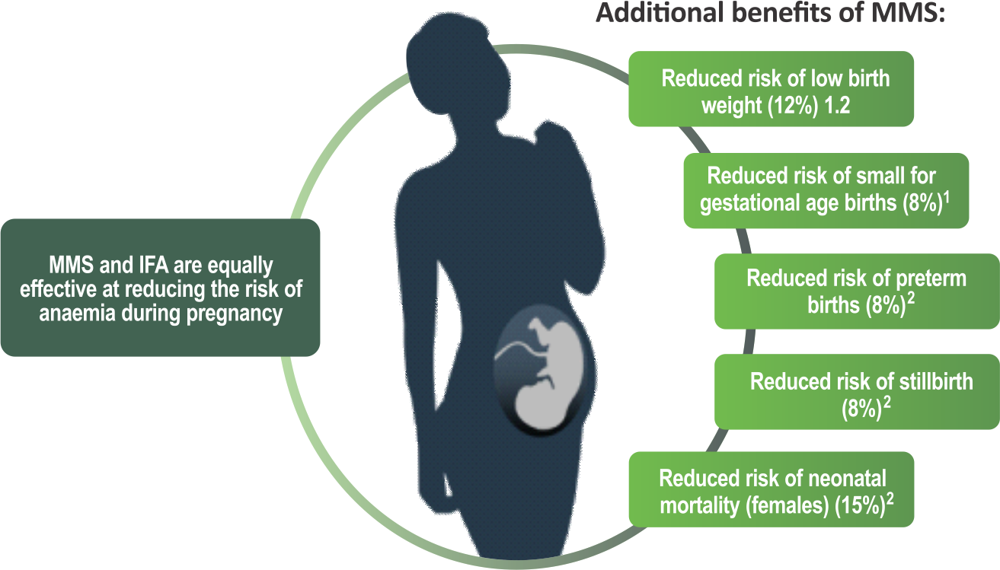 Additional benefits of MMS:
Reduced risk of low birth
weight (12%) 1.2
Reduced risk of small for
gestational age births (8%)¹
MMS and IFA are equally
effective at reducing the risk of
anaemia during pregnancy
Reduced risk of preterm
births (8%)²
Reduced risk of stillbirth
(8%)²
Reduced risk of neonatal
mortality (females) (15%)²